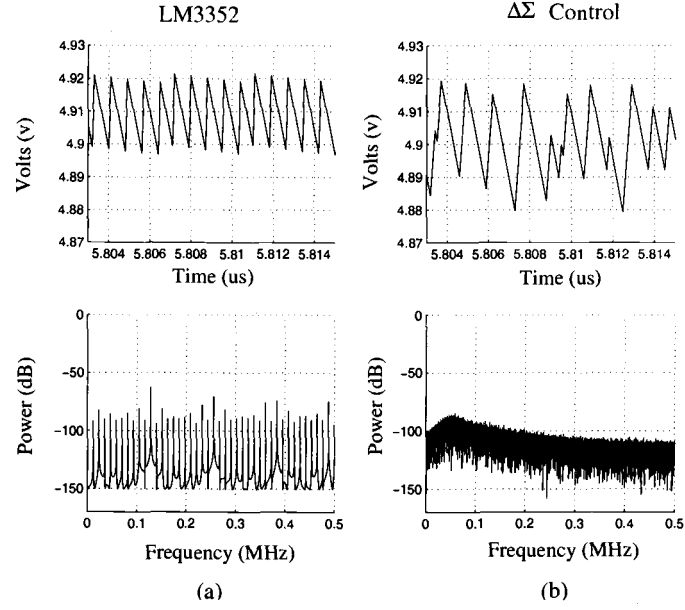 LM3352
ΔΣ Control
4.93
4.92
4.91
4.9
4.89
4.88
4.87
Volts (v)
5.804 5.806 5.808 5.81 5.812 5.814
Time (us)
4.93
4.92
4.91
4.9
4.89
4.88
4.87
Volts (v)
5.804 5.806 5.808 5.81 5.812 5.814
Time (us)
0
−50
−100
−150
Power (dB)
0 0.1 0.2 0.3 0.4 0.5
Frequency (MHz)
0
−50
−100
−150
Power (dB)
0 0.1 0.2 0.3 0.4 0.5
Frequency (MHz)
(a)
(b)